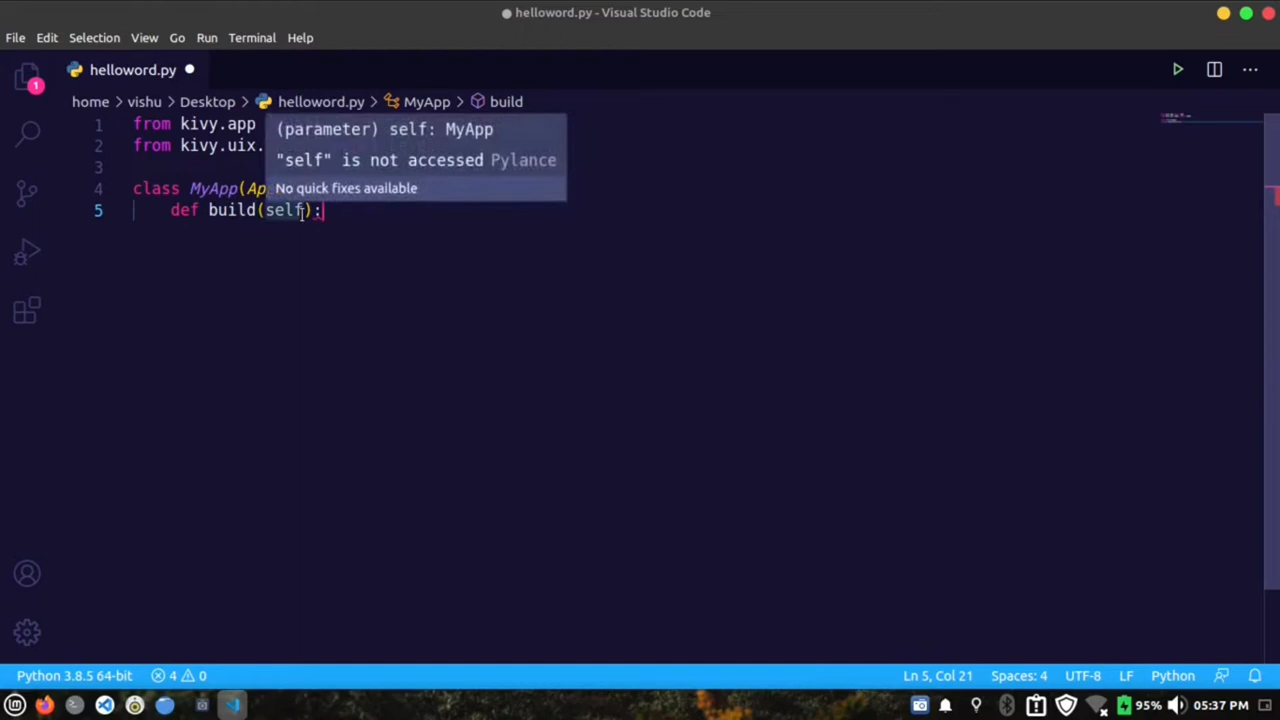 helloword.py - Visual Studio Code
File Edit Selection View Go Run Terminal Help
helloword.py
1
home > vishu > Desktop > helloword.py > MyApp > build
1 from kivy.app
2 from kivy.uix.
3
4 class MyApp(Ap
5 def build(self):
(parameter) self: MyApp
"self" is not accessed Pylance
No quick fixes available
Python 3.8.5 64-bit 4 0 Ln 5, Col 21 Spaces: 4 UTF-8 LF Python
95% 05:37 PM